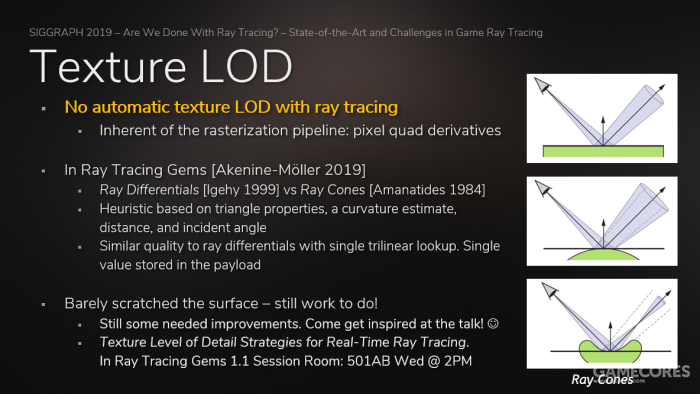 SIGGRAPH 2019 – Are We Done With Ray Tracing? – State-of-the-Art and Challenges in Game Ray Tracing
Texture LOD
▪ No automatic texture LOD with ray tracing
▪ Inherent of the rasterization pipeline: pixel quad derivatives
▪ In Ray Tracing Gems [Akenine-Möller 2019]
▪ Ray Differentials [Igehy 1999] vs Ray Cones [Amanatides 1984]
▪ Heuristic based on triangle properties, a curvature estimate,
distance, and incident angle
▪ Similar quality to ray differentials with single trilinear lookup. Single
value stored in the payload
▪ Barely scratched the surface – still work to do!
▪ Still some needed improvements. Come get inspired at the talk! ☺
▪ Texture Level of Detail Strategies for Real-Time Ray Tracing.
In Ray Tracing Gems 1.1 Session Room: 501AB Wed @ 2PM
GAMECORES
Ray Cones